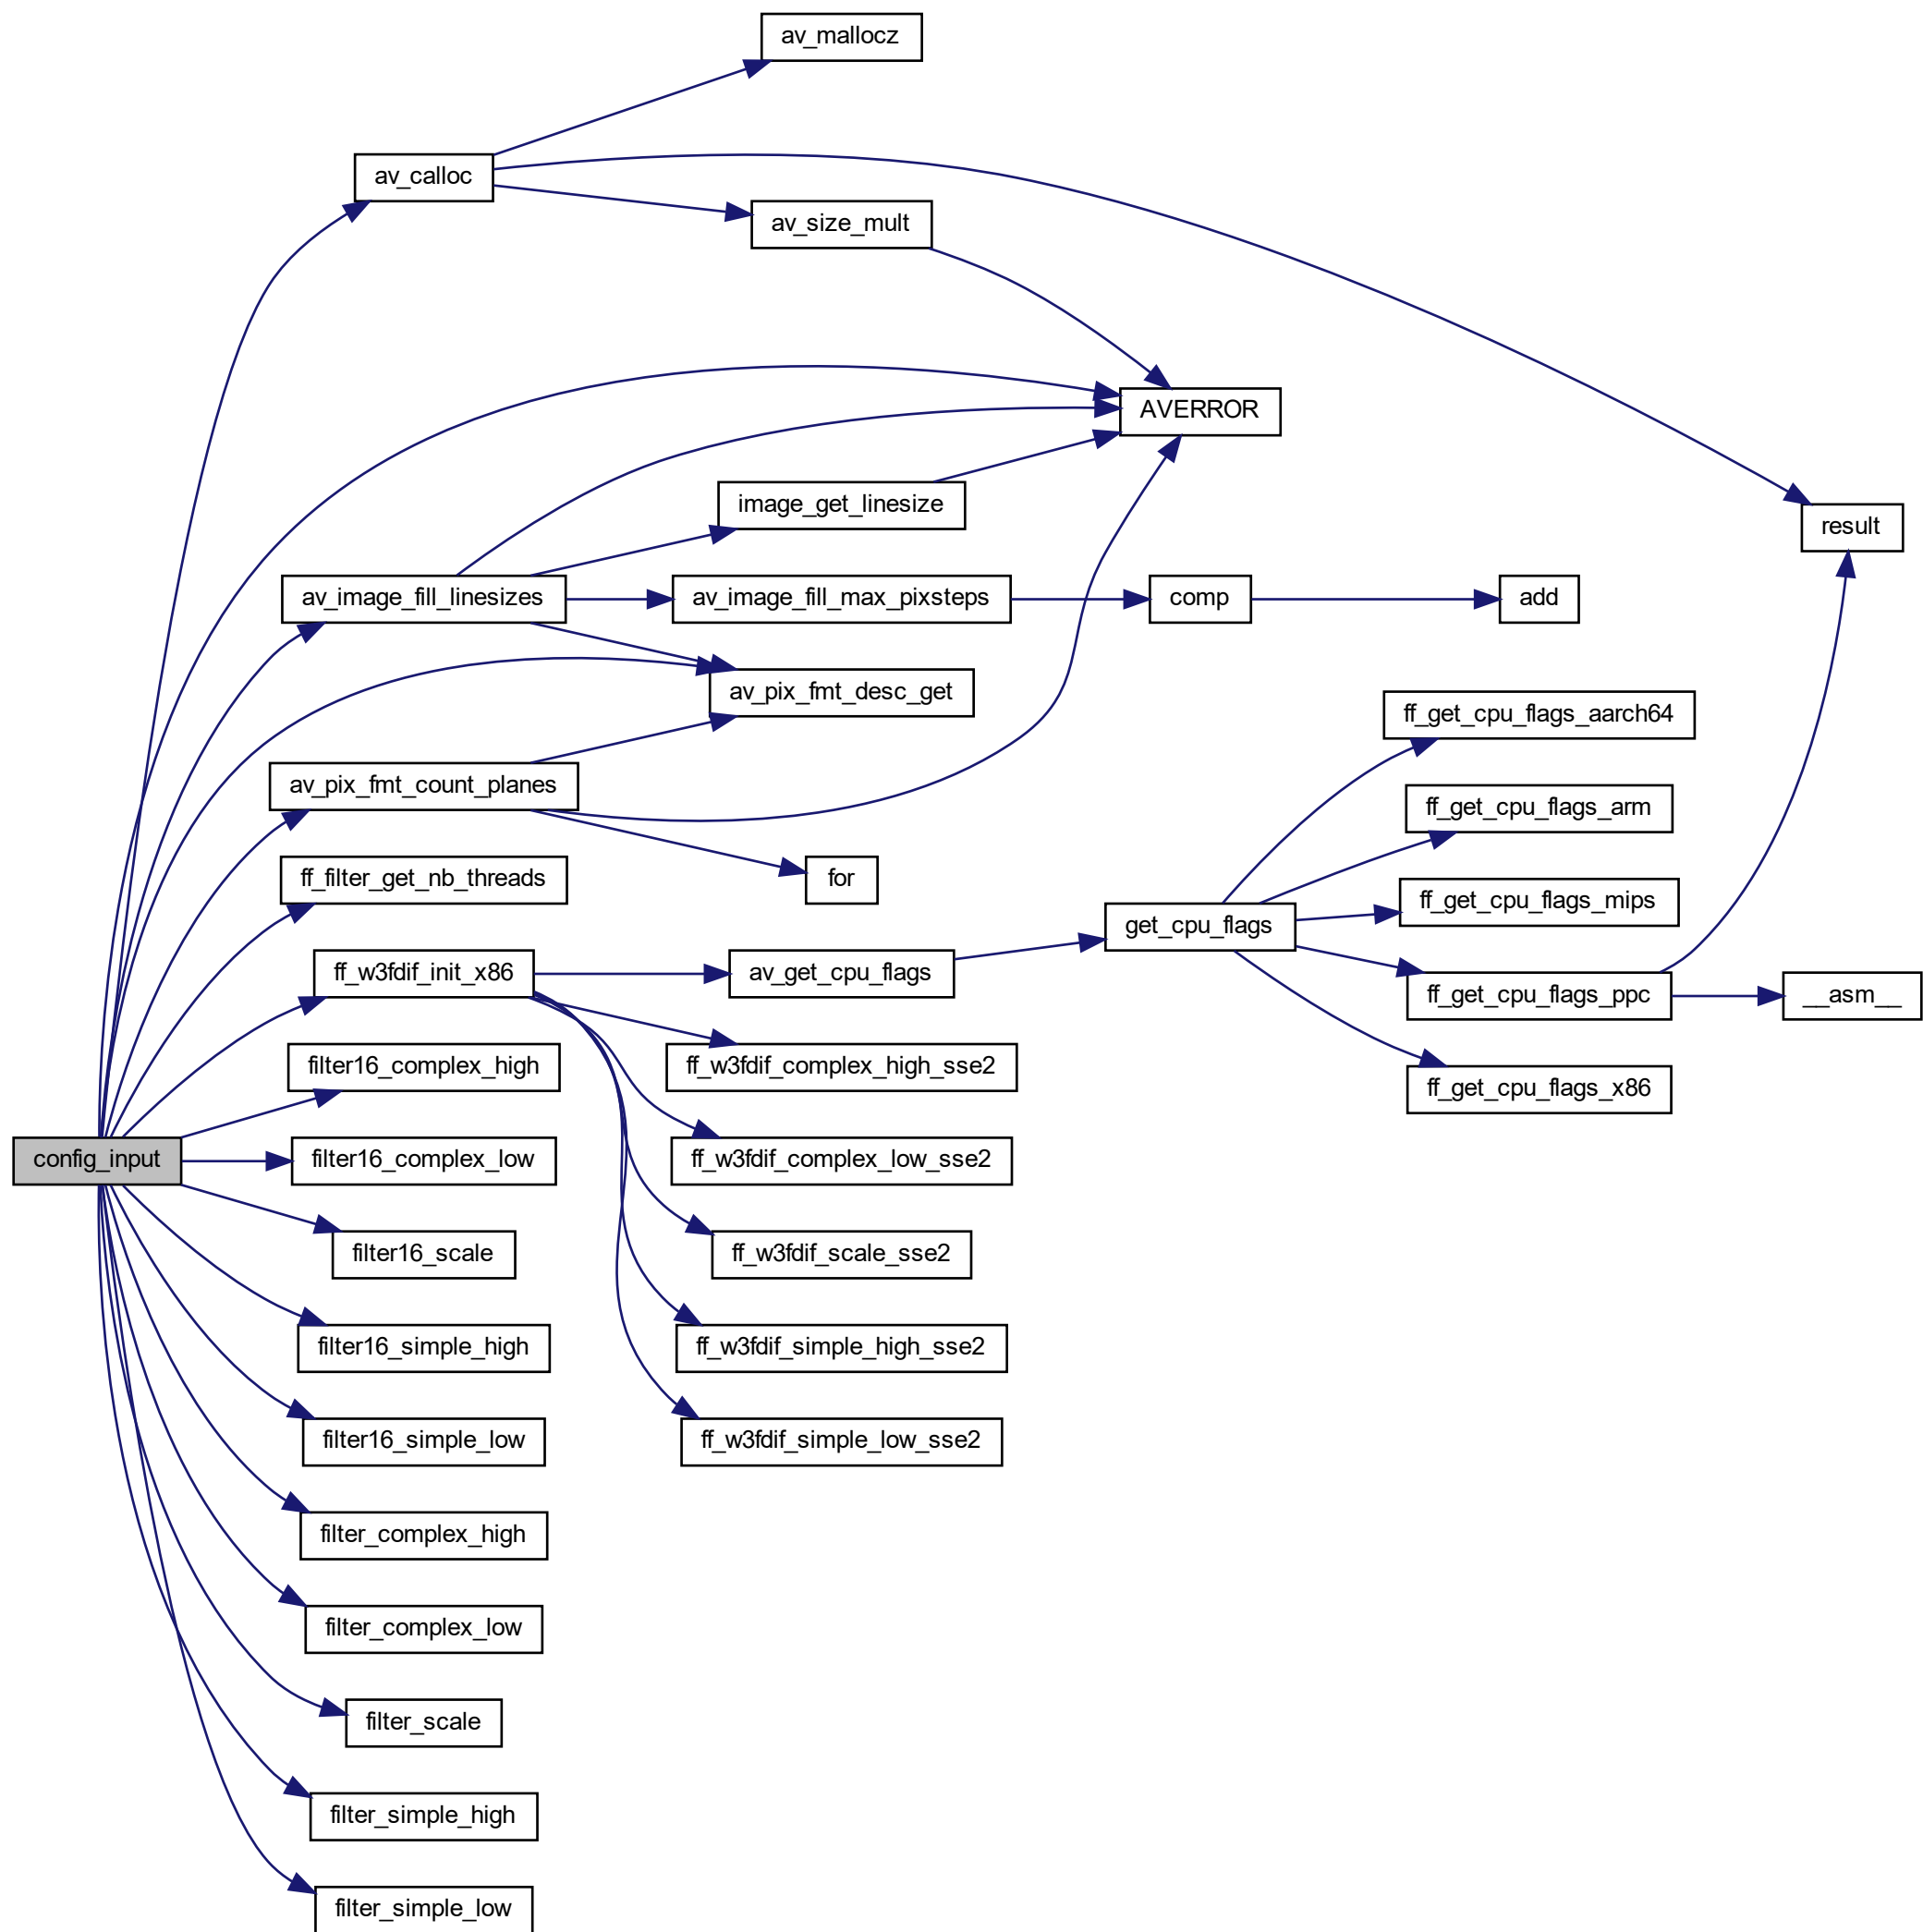 av_mallocz
av_calloc
av_size_mult
AVERROR
image_get_linesize
result
av_image_fill_linesizes
av_image_fill_max_pixsteps
comp
add
av_pix_fmt_desc_get
ff_get_cpu_flags_aarch64
av_pix_fmt_count_planes
ff_get_cpu_flags_arm
ff_filter_get_nb_threads
for
ff_get_cpu_flags_mips
get_cpu_flags
ff_w3fdif_init_x86
av_get_cpu_flags
ff_get_cpu_flags_ppc
__asm__
filter16_complex_high
ff_w3fdif_complex_high_sse2
ff_get_cpu_flags_x86
config_input
filter16_complex_low
ff_w3fdif_complex_low_sse2
filter16_scale
ff_w3fdif_scale_sse2
filter16_simple_high
ff_w3fdif_simple_high_sse2
filter16_simple_low
ff_w3fdif_simple_low_sse2
filter_complex_high
filter_complex_low
filter_scale
filter_simple_high
filter_simple_low